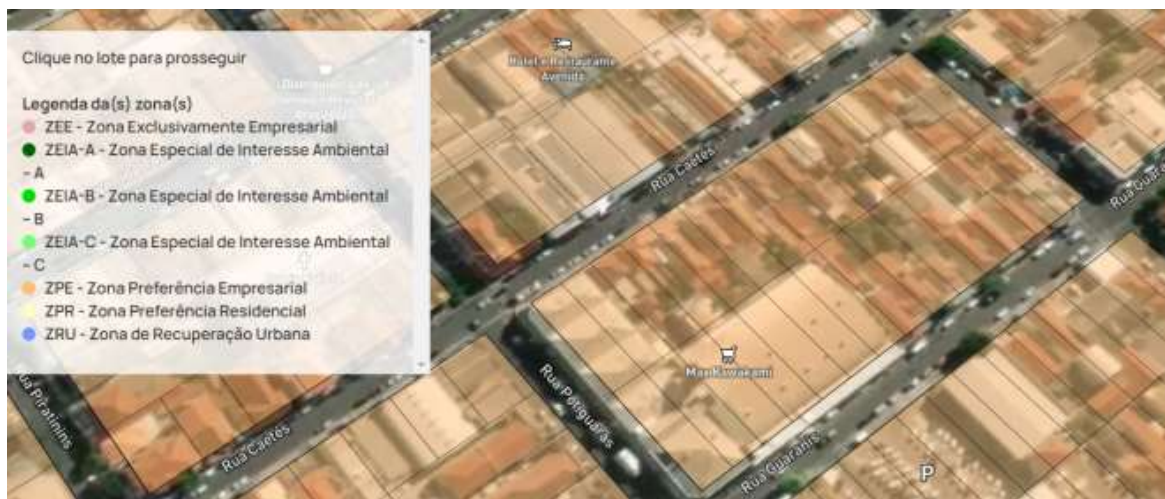 Clique no lote para prosseguir
Legenda da(s) zona(s)
ZEE - Zona Exclusivamente Empresarial
ZEIA-A - Zona Especial de Interesse Ambiental
- A
ZEIA-B - Zona Especial de Interesse Ambiental
- B
ZEIA-C - Zona Especial de Interesse Ambiental
- C
ZPE - Zona Preferência Empresarial
ZPR - Zona Preferência Residencial
ZRU - Zona de Recuperação Urbana
Hotel e Restaurante
Avenida
Rua Caetés
Max Kawakami
Rua Potiguaras
Rua Guaranis
Rua Caetés
Rua Piratinins
P